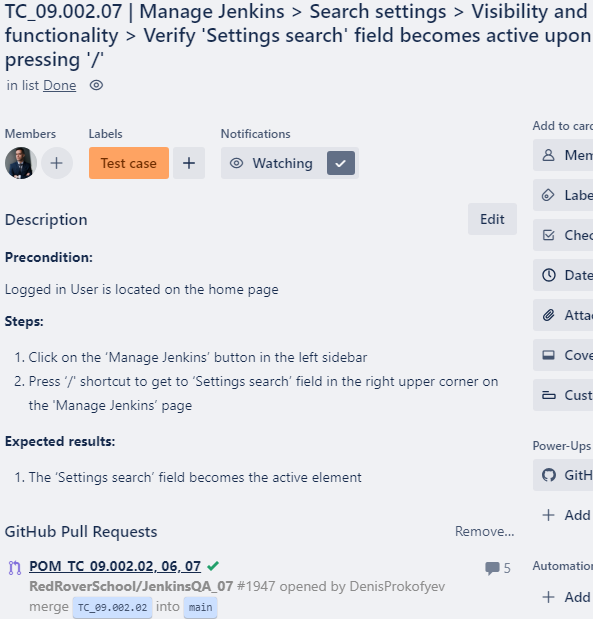 TC_09.002.07 | Manage Jenkins > Search settings > Visibility and
functionality > Verify 'Settings search' field becomes active upon
pressing '/'
in list Done
Members
Labels
Notifications
Test case
Watching
Add to card
Mem
Labe
Chec
Date
Attac
Cove
Cust
Description
Edit
Precondition:
Logged in User is located on the home page
Steps:
1. Click on the ‘Manage Jenkins’ button in the left sidebar
2. Press ‘/’ shortcut to get to ‘Settings search’ field in the right upper corner on
the ‘Manage Jenkins’ page
Expected results:
1. The ‘Settings search’ field becomes the active element
Power-Ups
GitH
Add
GitHub Pull Requests
Remove...
POM_TC_09.002.02, 06, 07
5
RedRoverSchool/JenkinsQA_07 #1947 opened by DenisProkofyev
merge TC_09.002.02 into main
Automation
Add